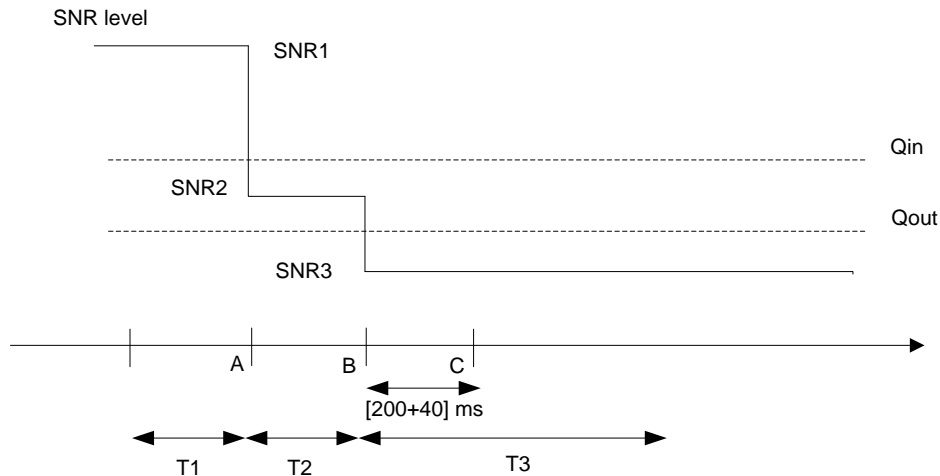 SNR level
SNR1
Qin
SNR2
Qout
SNR3
A
B
C
[200+40] ms
T1
T2
T3